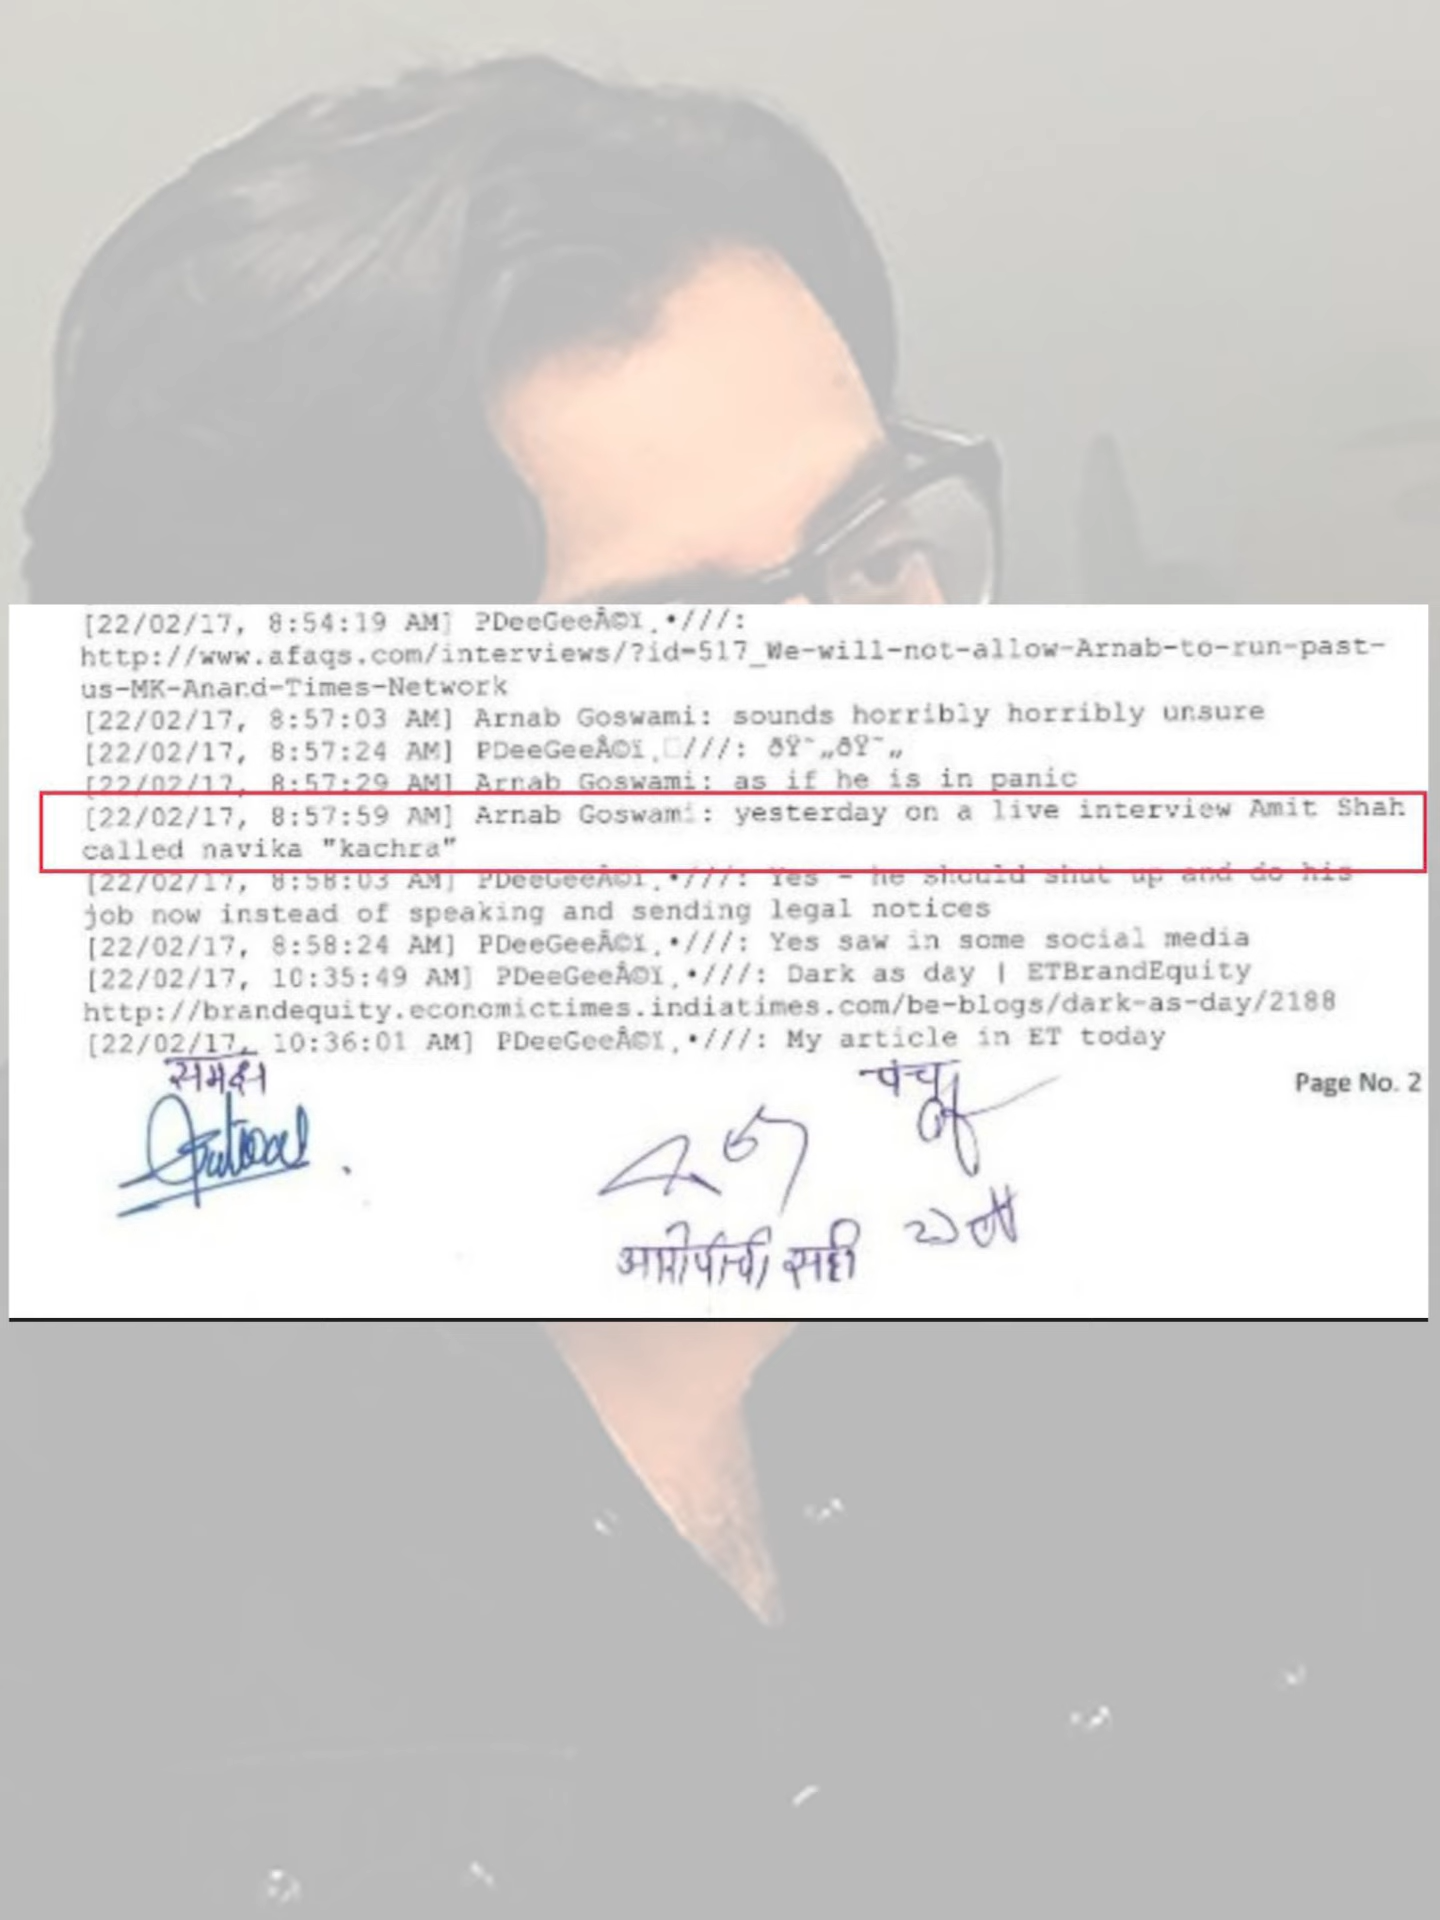 [22/02/17, 8:54:19 AM] PDeeGeeÂ©ï¸•///:
http://www.afaqs.com/interviews/?id=517_We-will-not-allow-Arnab-to-run-past-
us-MK-Anand-Times-Network
[22/02/17, 8:57:03 AM] Arnab Goswami: sounds horribly horribly unsure
[22/02/17, 8:57:24 AM] PDeeGeeÂ©ï¸□///: ðŸ˜„ðŸ˜„
[22/02/17, 8:57:29 AM] Arnab Goswami: as if he is in panic
[22/02/17, 8:57:59 AM] Arnab Goswami: yesterday on a live interview Amit Shah
called navika "kachra"
[22/02/17, 8:58:03 AM] PDeeGeeÂ©ï¸•///: Yes - he should shut up and do his
job now instead of speaking and sending legal notices
[22/02/17, 8:58:24 AM] PDeeGeeÂ©ï¸•///: Yes saw in some social media
[22/02/17, 10:35:49 AM] PDeeGeeÂ©ï¸•///: Dark as day | ETBrandEquity
http://brandequity.economictimes.indiatimes.com/be-blogs/dark-as-day/2188
[22/02/17, 10:36:01 AM] PDeeGeeÂ©ï¸•///: My article in ET today
समक्ष
पंच
Page No. 2
आरोपीची सही